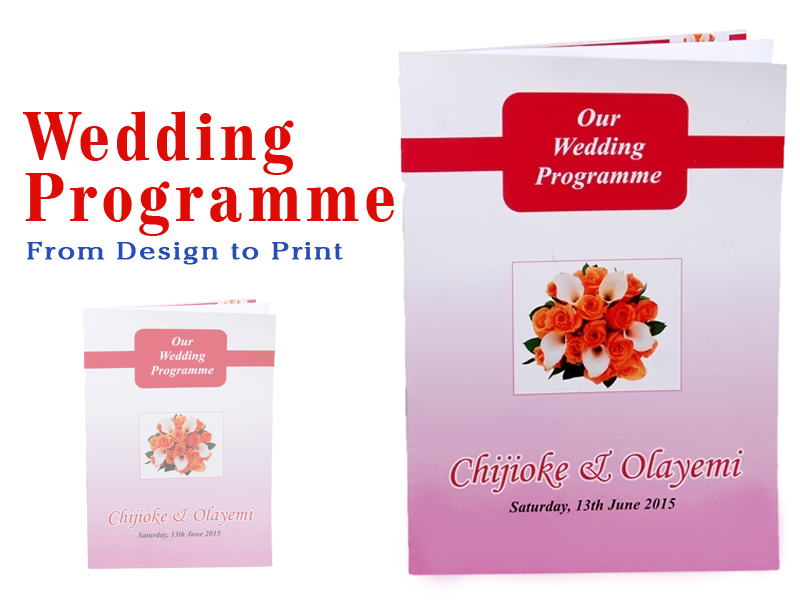 Wedding
Programme
From Design to Print
Our
Wedding
Programme
Chijioke & Olayemi
Saturday, 13th June 2015
Our
Wedding
Programme
Chijioke & Olayemi
Saturday, 13th June 2015